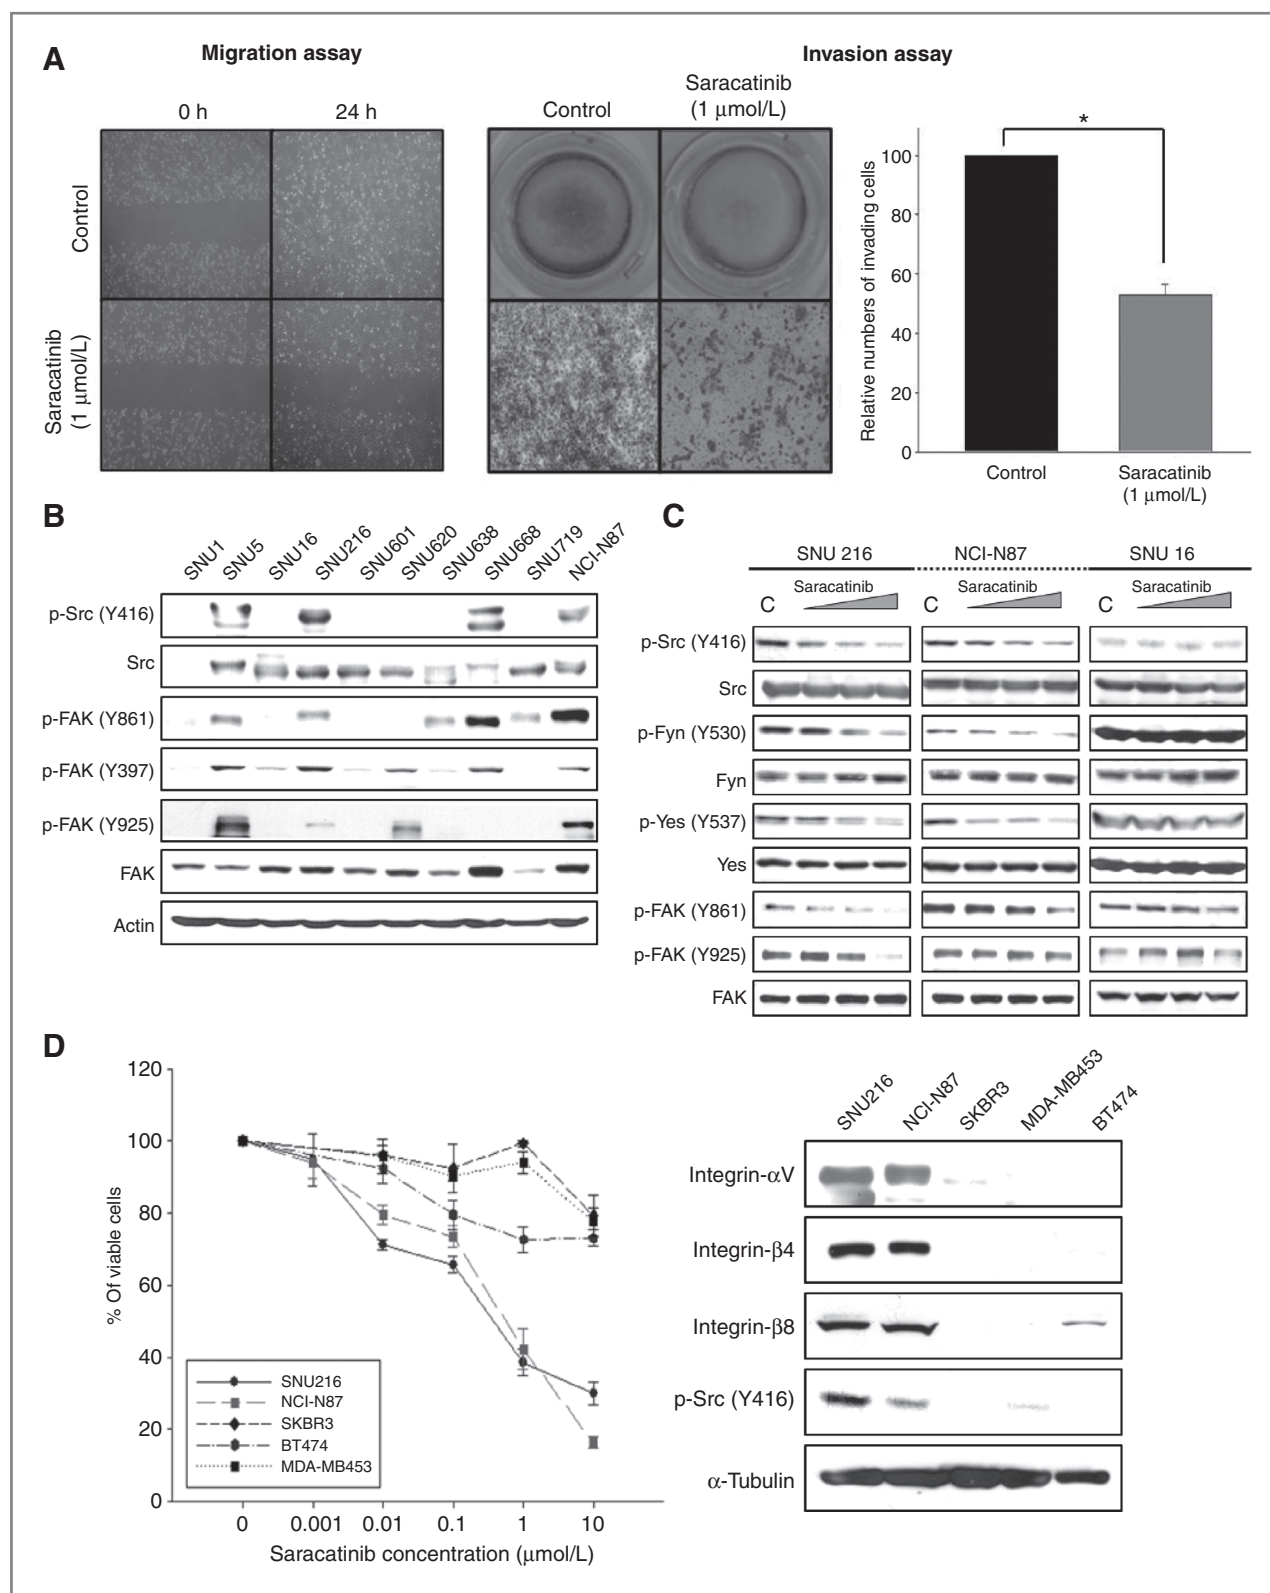 A
Migration assay
Invasion assay
0 h
24 h
Control
Saracatinib
(1 μmol/L)
Control
Saracatinib
(1 μmol/L)
*
Relative numbers of invading cells
100
80
60
40
20
0
Control
Saracatinib
(1 μmol/L)
B
SNU1
SNU5
SNU16
SNU216
SNU601
SNU620
SNU638
SNU668
SNU719
NCI-N87
p-Src (Y416)
Src
p-FAK (Y861)
p-FAK (Y397)
p-FAK (Y925)
FAK
Actin
C
SNU 216
NCI-N87
SNU 16
C
Saracatinib
C
Saracatinib
C
Saracatinib
p-Src (Y416)
Src
p-Fyn (Y530)
Fyn
p-Yes (Y537)
Yes
p-FAK (Y861)
p-FAK (Y925)
FAK
D
% Of viable cells
120
100
80
60
40
20
0
SNU216
NCI-N87
SKBR3
BT474
MDA-MB453
0
0.001
0.01
0.1
1
10
Saracatinib concentration (μmol/L)
SNU216
NCI-N87
SKBR3
MDA-MB453
BT474
Integrin-αV
Integrin-β4
Integrin-β8
p-Src (Y416)
α-Tubulin